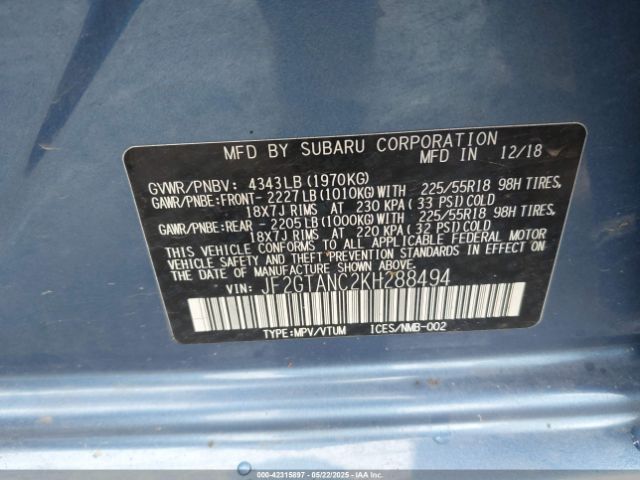 MFD BY SUBARU CORPORATION
MFD IN 12/18
GVWR/PNBV: 4343LB(1970KG)
GAWR/PNBE: FRONT- 2227LB(1010KG)WITH 225/55R18 98H TIRES,
18X7J RIMS AT 230 KPA(33 PSI)COLD
GAWR/PNBE: REAR - 2205LB(1000KG)WITH 225/55R18 98H TIRES,
18X7J RIMS AT 220 KPA(32 PSI)COLD
THIS VEHICLE CONFORMS TO ALL APPLICABLE FEDERAL MOTOR
VEHICLE SAFETY AND THEFT PREVENTION STANDARDS IN EFFECT
ON THE DATE OF MANUFACTURE SHOWN ABOVE.
VIN: JF2GTANC2KH288494
TYPE:MPV/VTUM ICES/NMB-002
000-42315897 - 05/22/2025 - IAAI.COM